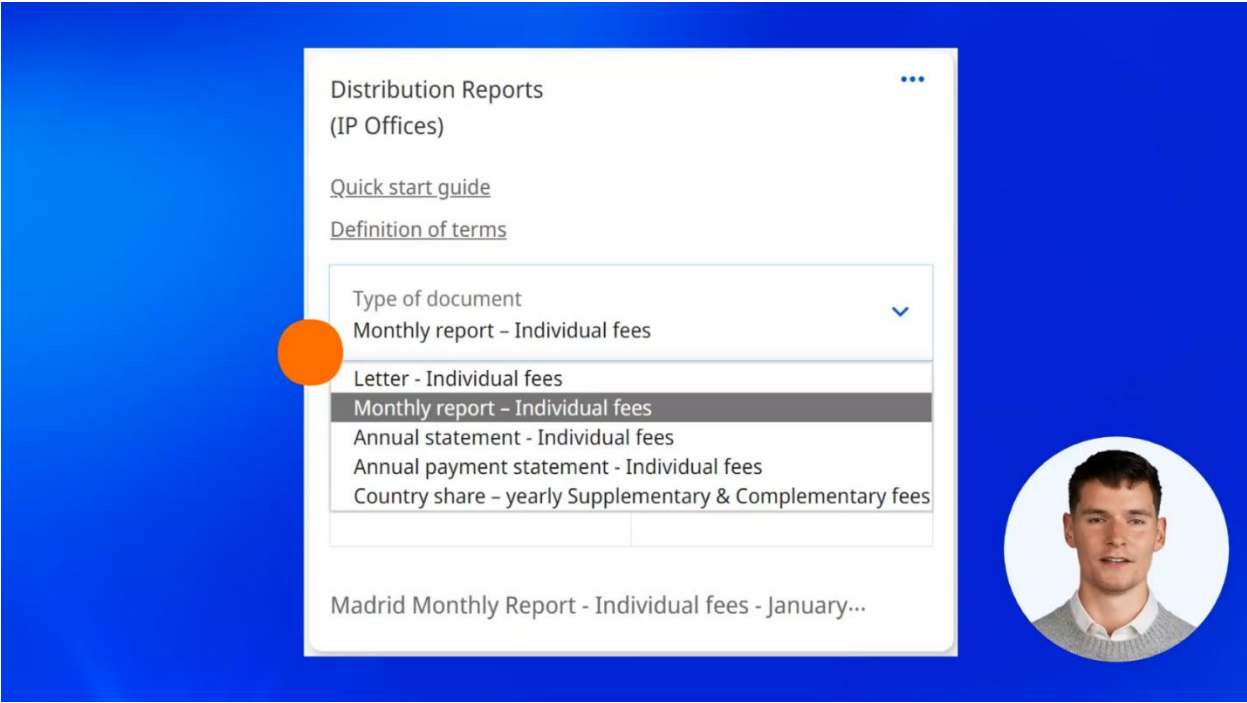 Distribution Reports
(IP Offices)
Quick start guide
Definition of terms
Type of document
Monthly report – Individual fees
Letter - Individual fees
Monthly report – Individual fees
Annual statement - Individual fees
Annual payment statement - Individual fees
Country share – yearly Supplementary & Complementary fees
Madrid Monthly Report - Individual fees - January···